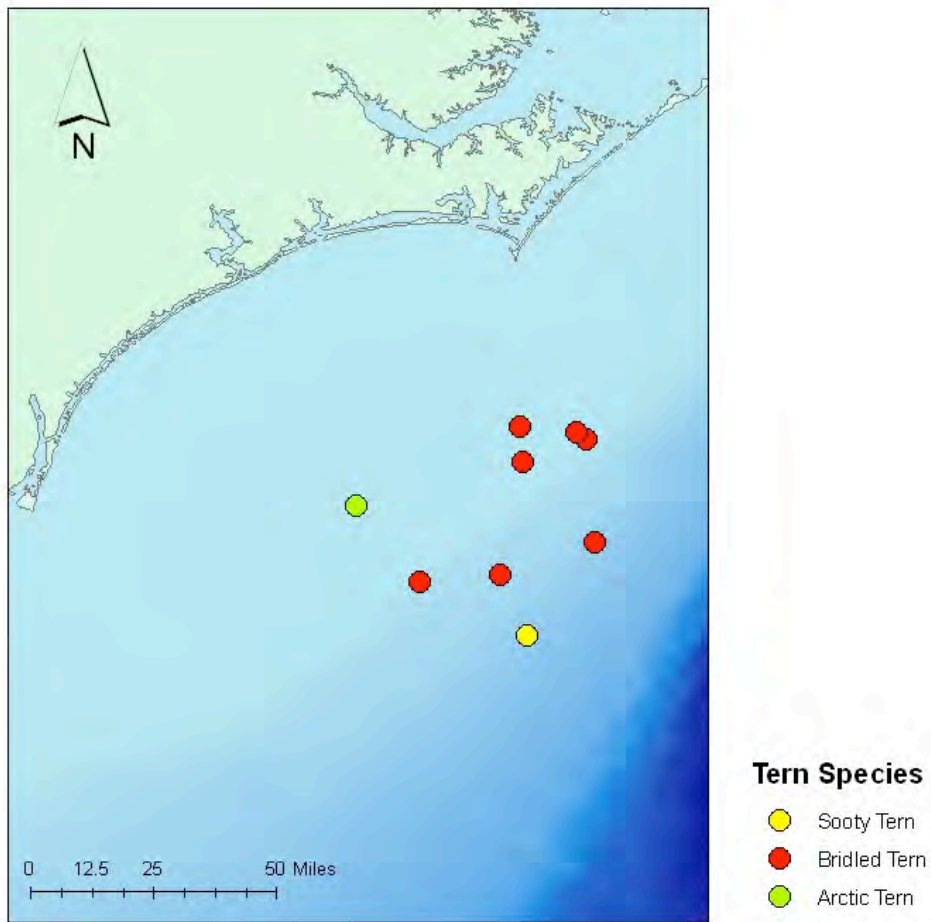 N
0 12.5 25 50 Miles
Tern Species
Sooty Tern
Bridled Tern
Arctic Tern